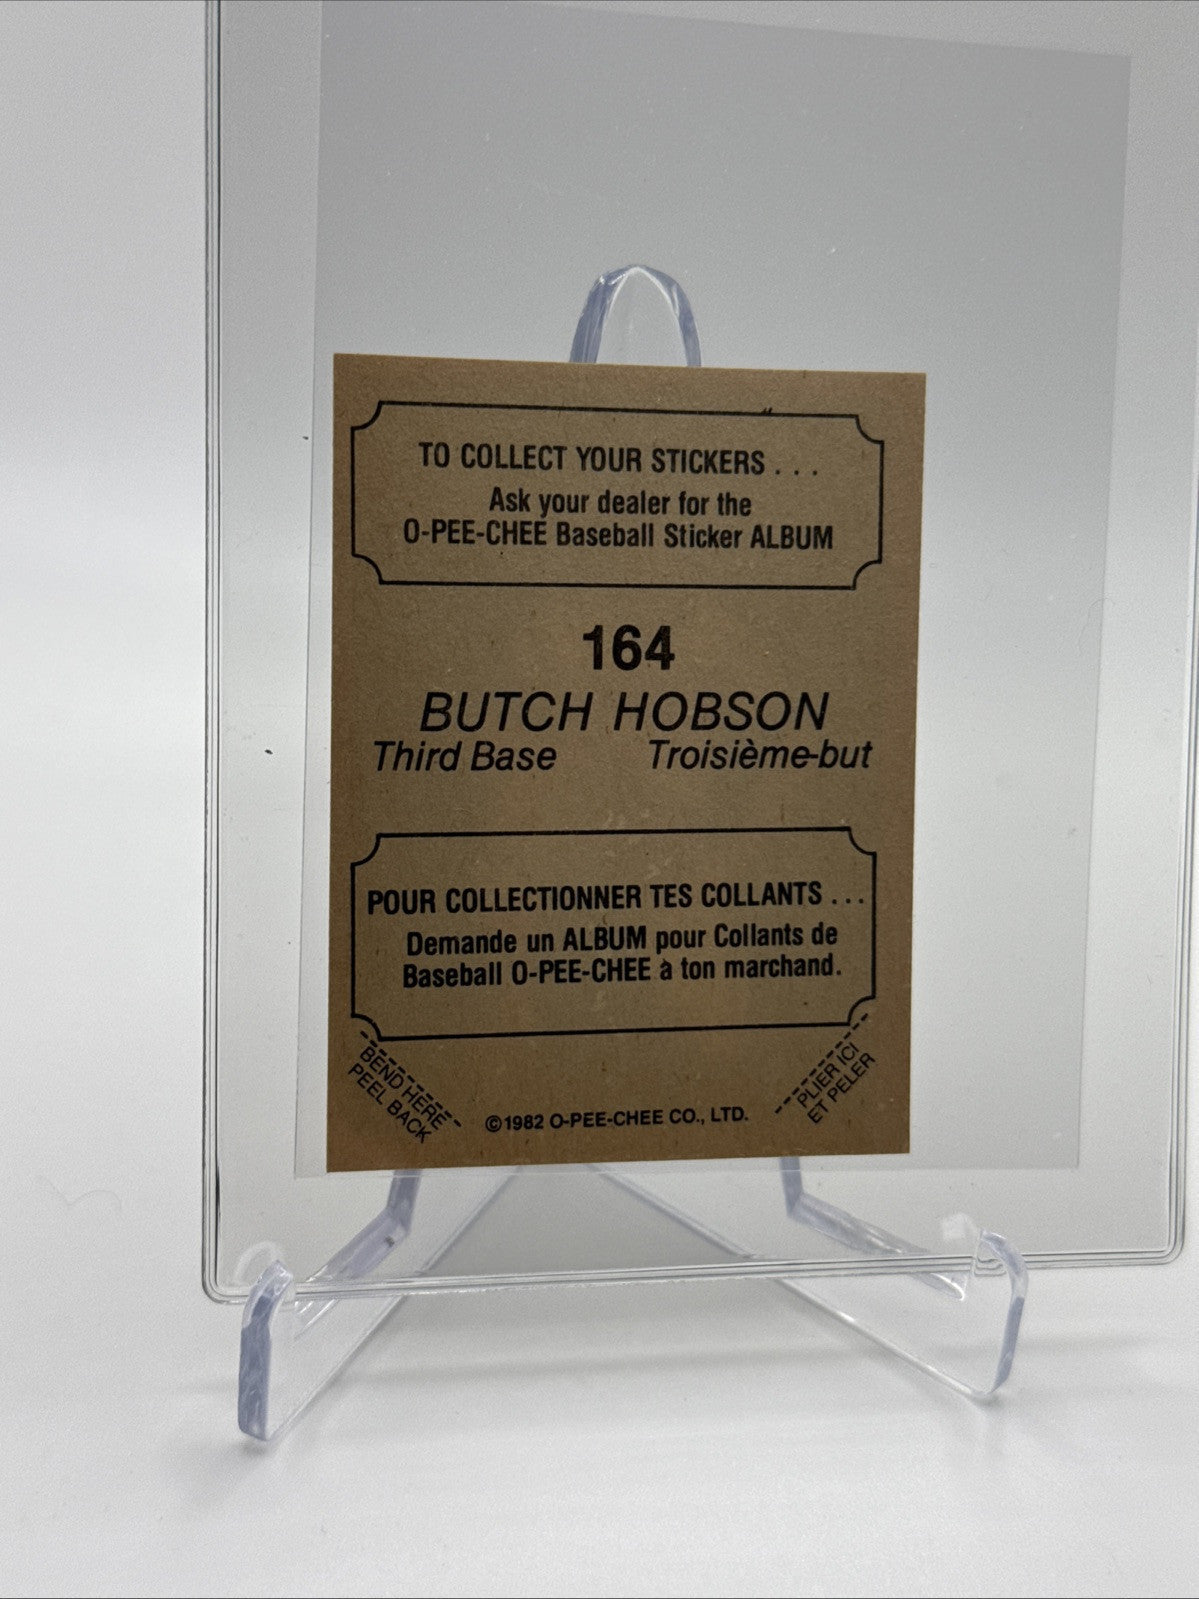 TO COLLECT YOUR STICKERS . . .
Ask your dealer for the
O-PEE-CHEE Baseball Sticker ALBUM
164
BUTCH HOBSON
Third Base Troisième-but
POUR COLLECTIONNER TES COLLANTS . . .
Demande un ALBUM pour Collants de
Baseball O-PEE-CHEE à ton marchand.
BEND HERE
PEEL BACK
©1982 O-PEE-CHEE CO., LTD.
PLIER ICI
ET PELER